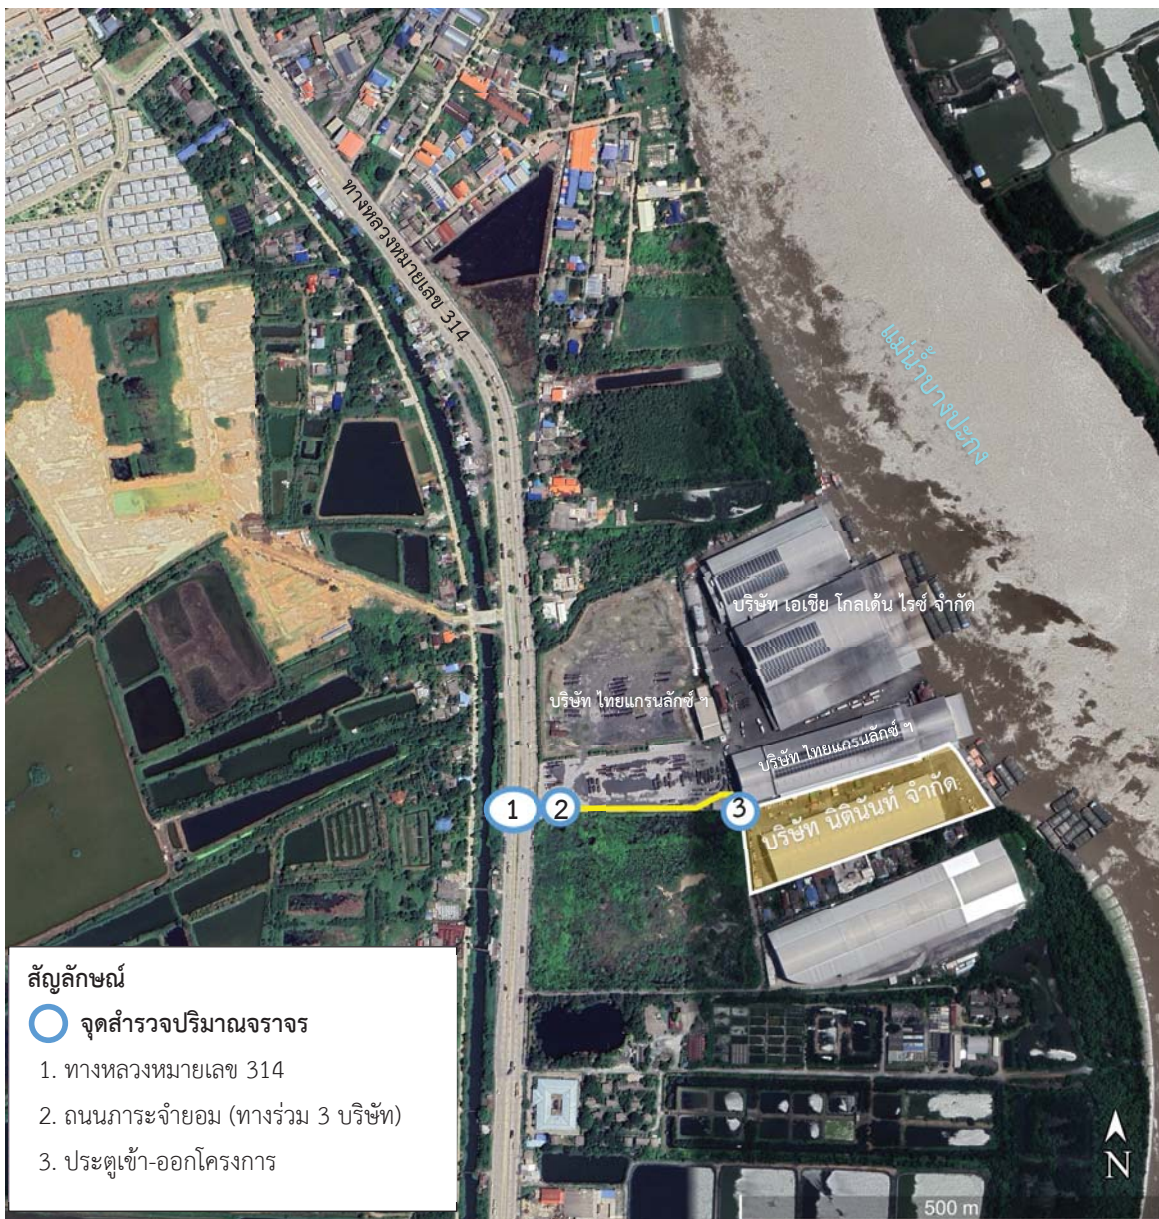 ทางหลวงหมายเลข 314
แม่น้ำบางปะกง
บริษัท เอเชีย โกลเด้น ไรซ์ จำกัด
บริษัท ไทยแกรนลักซ์ ฯ
บริษัท ไทยแกรนลักซ์ ฯ
1
2
3
บริษัท นิตินันท์ จำกัด
สัญลักษณ์
จุดสำรวจปริมาณจราจร
1. ทางหลวงหมายเลข 314
2. ถนนภาระจำยอม (ทางร่วม 3 บริษัท)
3. ประตูเข้า-ออกโครงการ
N
500 m